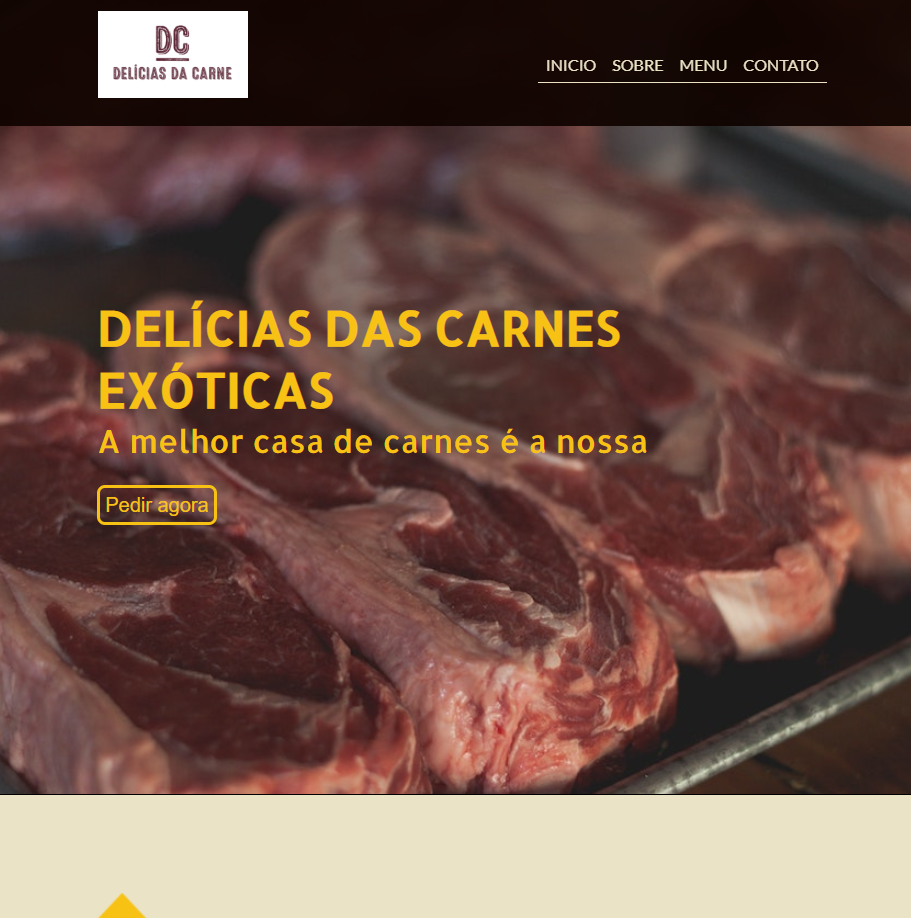 DC
DELÍCIAS DA CARNE
INICIO SOBRE MENU CONTATO
DELÍCIAS DAS CARNES
EXÓTICAS
A melhor casa de carnes é a nossa
Pedir agora